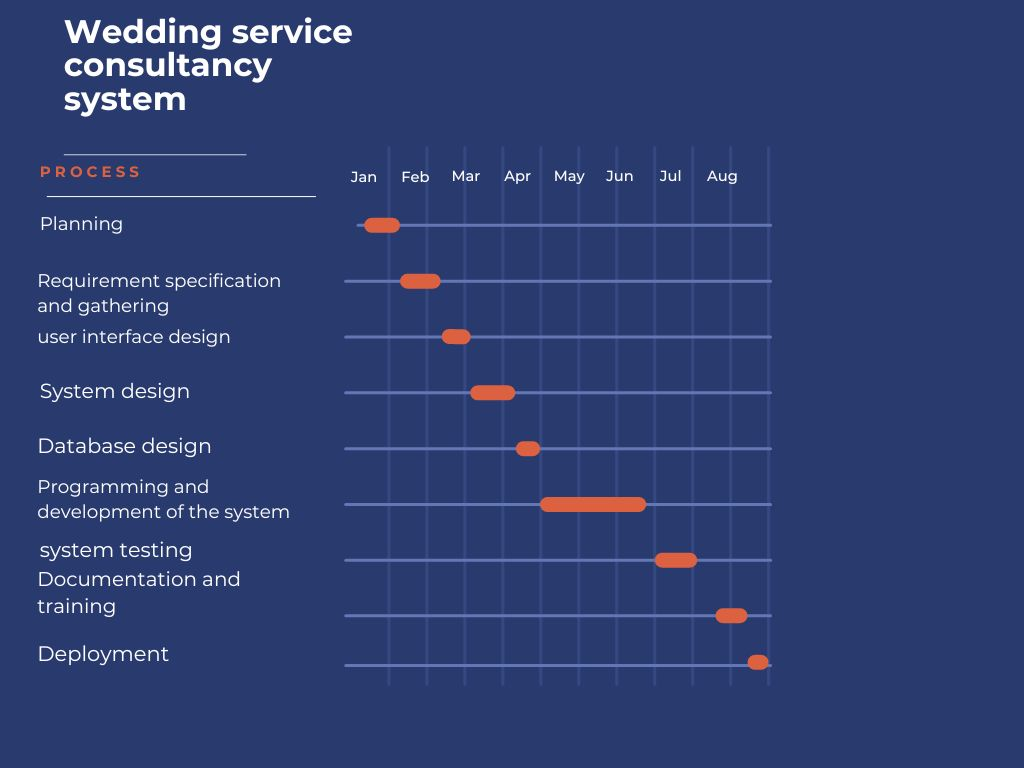 Wedding service
consultancy
system
PROCESS
Jan Feb Mar Apr May Jun Jul Aug
Planning
Requirement specification
and gathering
user interface design
System design
Database design
Programming and
development of the system
system testing
Documentation and
training
Deployment